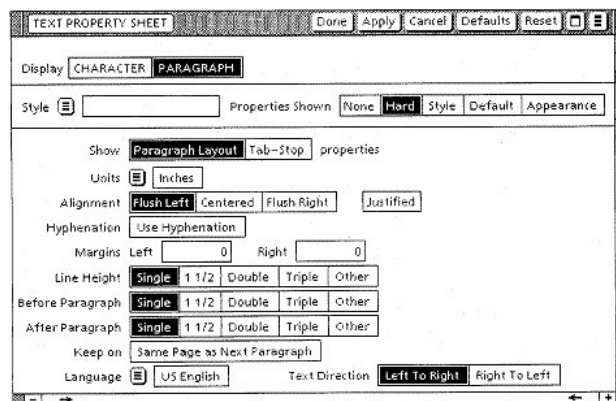 TEXT PROPERTY SHEET Done Apply Cancel Defaults Reset
Display CHARACTER PARAGRAPH
Style Properties Shown None Hard Style Default Appearance
Show Paragraph Layout Tab-Stop properties
Units Inches
Alignment Flush Left Centered Flush Right Justified
Hyphenation Use Hyphenation
Margins Left 0 Right 0
Line Height Single 1 1/2 Double Triple Other
Before Paragraph Single 1 1/2 Double Triple Other
After Paragraph Single 1 1/2 Double Triple Other
Keep on Same Page as Next Paragraph
Language US English Text Direction Left To Right Right To Left